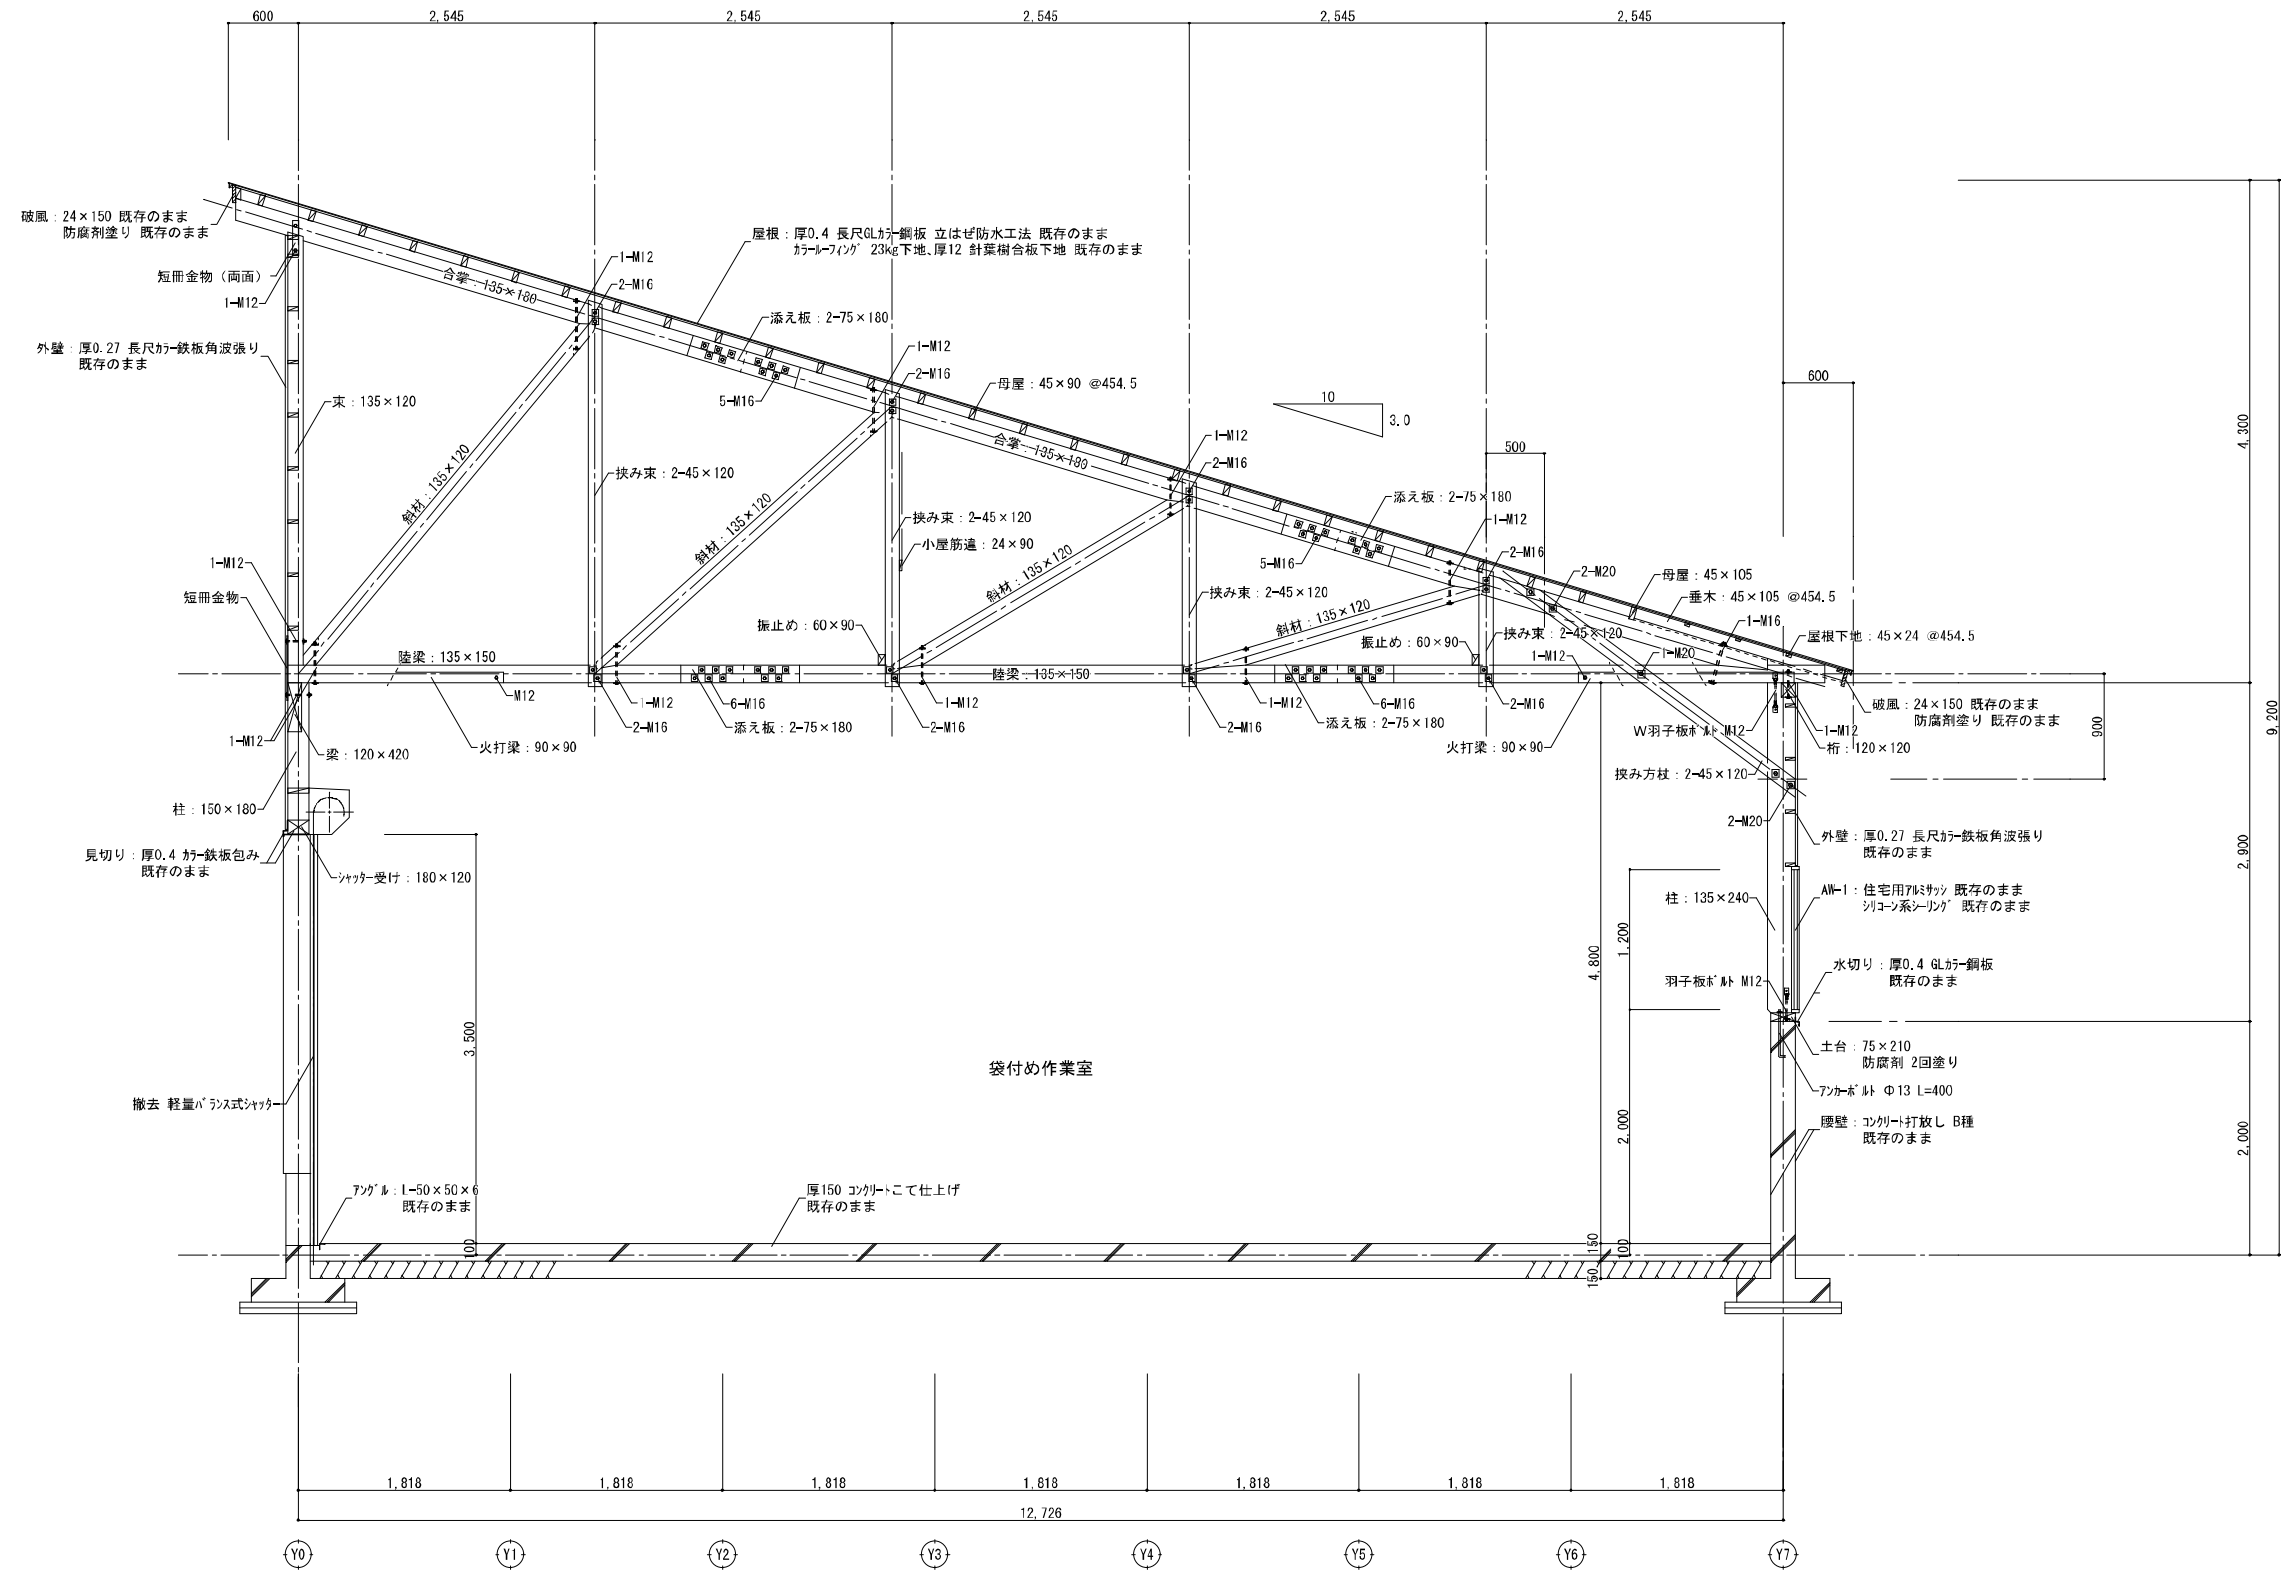 600
2,545
2,545
2,545
2,545
2,545
破風：24×150 既存のまま
防腐剤塗り 既存のまま
屋根：厚0.4 長尺GLｶﾗｰ鋼板 立はぜ防水工法 既存のまま
ｶﾗｰﾙｰﾌｨﾝｸﾞ 23kg下地、厚12 針葉樹合板下地 既存のまま
1-M12
短冊金物（両面）
合掌：135×180
2-M16
1-M12
添え板：2-75×180
外壁：厚0.27 長尺ｶﾗｰ鉄板角波張り
既存のまま
1-M12
2-M16
600
母屋：45×90 @454.5
5-M16
束：135×120
10
3.0
4,300
1-M12
合掌：135×180
500
2-M16
斜材：135×120
挟み束：2-45×120
添え板：2-75×180
斜材：135×120
挟み束：2-45×120
1-M12
小屋筋違：24×90
2-M16
1-M12
5-M16
2-M20
斜材：135×120
母屋：45×105
短冊金物
挟み束：2-45×120
垂木：45×105 @454.5
斜材：135×120
1-M16
振止め：60×90
挟み束：2-45×120
屋根下地：45×24 @454.5
振止め：60×90
陸梁：135×150
1-M12
1-M20
陸梁：135×150
M12
1-M12
6-M16
1-M12
1-M12
6-M16
2-M16
破風：24×150 既存のまま
防腐剤塗り 既存のまま
2-M16
添え板：2-75×180
2-M16
2-M16
添え板：2-75×180
W羽子板ﾎﾞﾙﾄ M12
1-M12
900
9,200
1-M12
火打梁：90×90
火打梁：90×90
桁：120×120
梁：120×420
挟み方杖：2-45×120
柱：150×180
2-M20
外壁：厚0.27 長尺ｶﾗｰ鉄板角波張り
既存のまま
見切り：厚0.4 ｶﾗｰ鉄板包み
既存のまま
2,900
ｼｬｯﾀｰ受け：180×120
AW-1：住宅用ｱﾙﾐｻｯｼ 既存のまま
ｼﾘｺｰﾝ系ｼｰﾘﾝｸﾞ 既存のまま
柱：135×240
1,200
4,800
水切り：厚0.4 GLｶﾗｰ鋼板
既存のまま
羽子板ﾎﾞﾙﾄ M12
3,500
袋付め作業室
土台：75×210
防腐剤 2回塗り
ｱﾝｶｰﾎﾞﾙﾄ Φ13 L=400
撤去 軽量ﾊﾞﾗﾝｽ式ｼｬｯﾀｰ
2,000
腰壁：ｺﾝｸﾘｰﾄ打放し B種
既存のまま
2,000
ｱﾝｸﾞﾙ：L-50×50×6
既存のまま
厚150 ｺﾝｸﾘｰﾄこて仕上げ
既存のまま
100
150
100
150
1,818
1,818
1,818
1,818
1,818
1,818
1,818
12,726
Y0
Y1
Y2
Y3
Y4
Y5
Y6
Y7